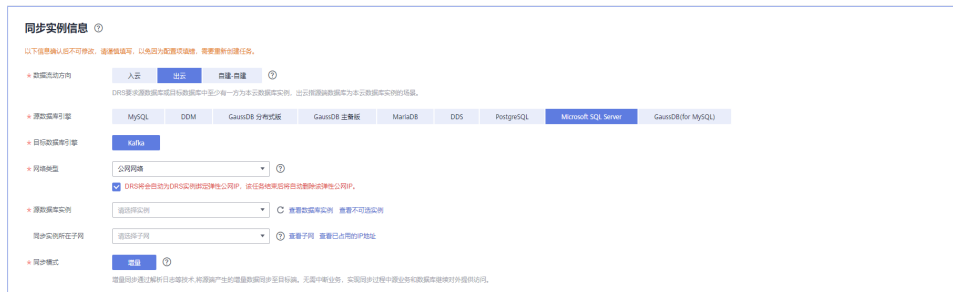 同步实例信息
以下信息确认后不可修改，请谨慎填写，以免因为配置项填错，需要重新创建任务。
* 数据流动方向 入云 出云 自建-自建
DRS要求源数据库或目标数据库中至少有一方为本云数据库实例，出云指源端数据库为本云数据库实例的场景。
* 源数据库引擎 MySQL DDM GaussDB 分布式版 GaussDB 主备版 MariaDB DDS PostgreSQL Microsoft SQL Server GaussDB(for MySQL)
* 目标数据库引擎 Kafka
* 网络类型 公网网络
DRS将会自动为DRS实例绑定弹性公网IP，该任务结束后将自动删除该弹性公网IP。
* 源数据库实例 请选择实例 查看数据库实例 查看不可选实例
同步实例所在子网 请选择子网 查看子网 查看已占用的IP地址
* 同步模式 增量
增量同步通过解析日志等技术,将源端产生的增量数据同步至目标端。无需中断业务，实现同步过程中源业务和数据库继续对外提供访问。